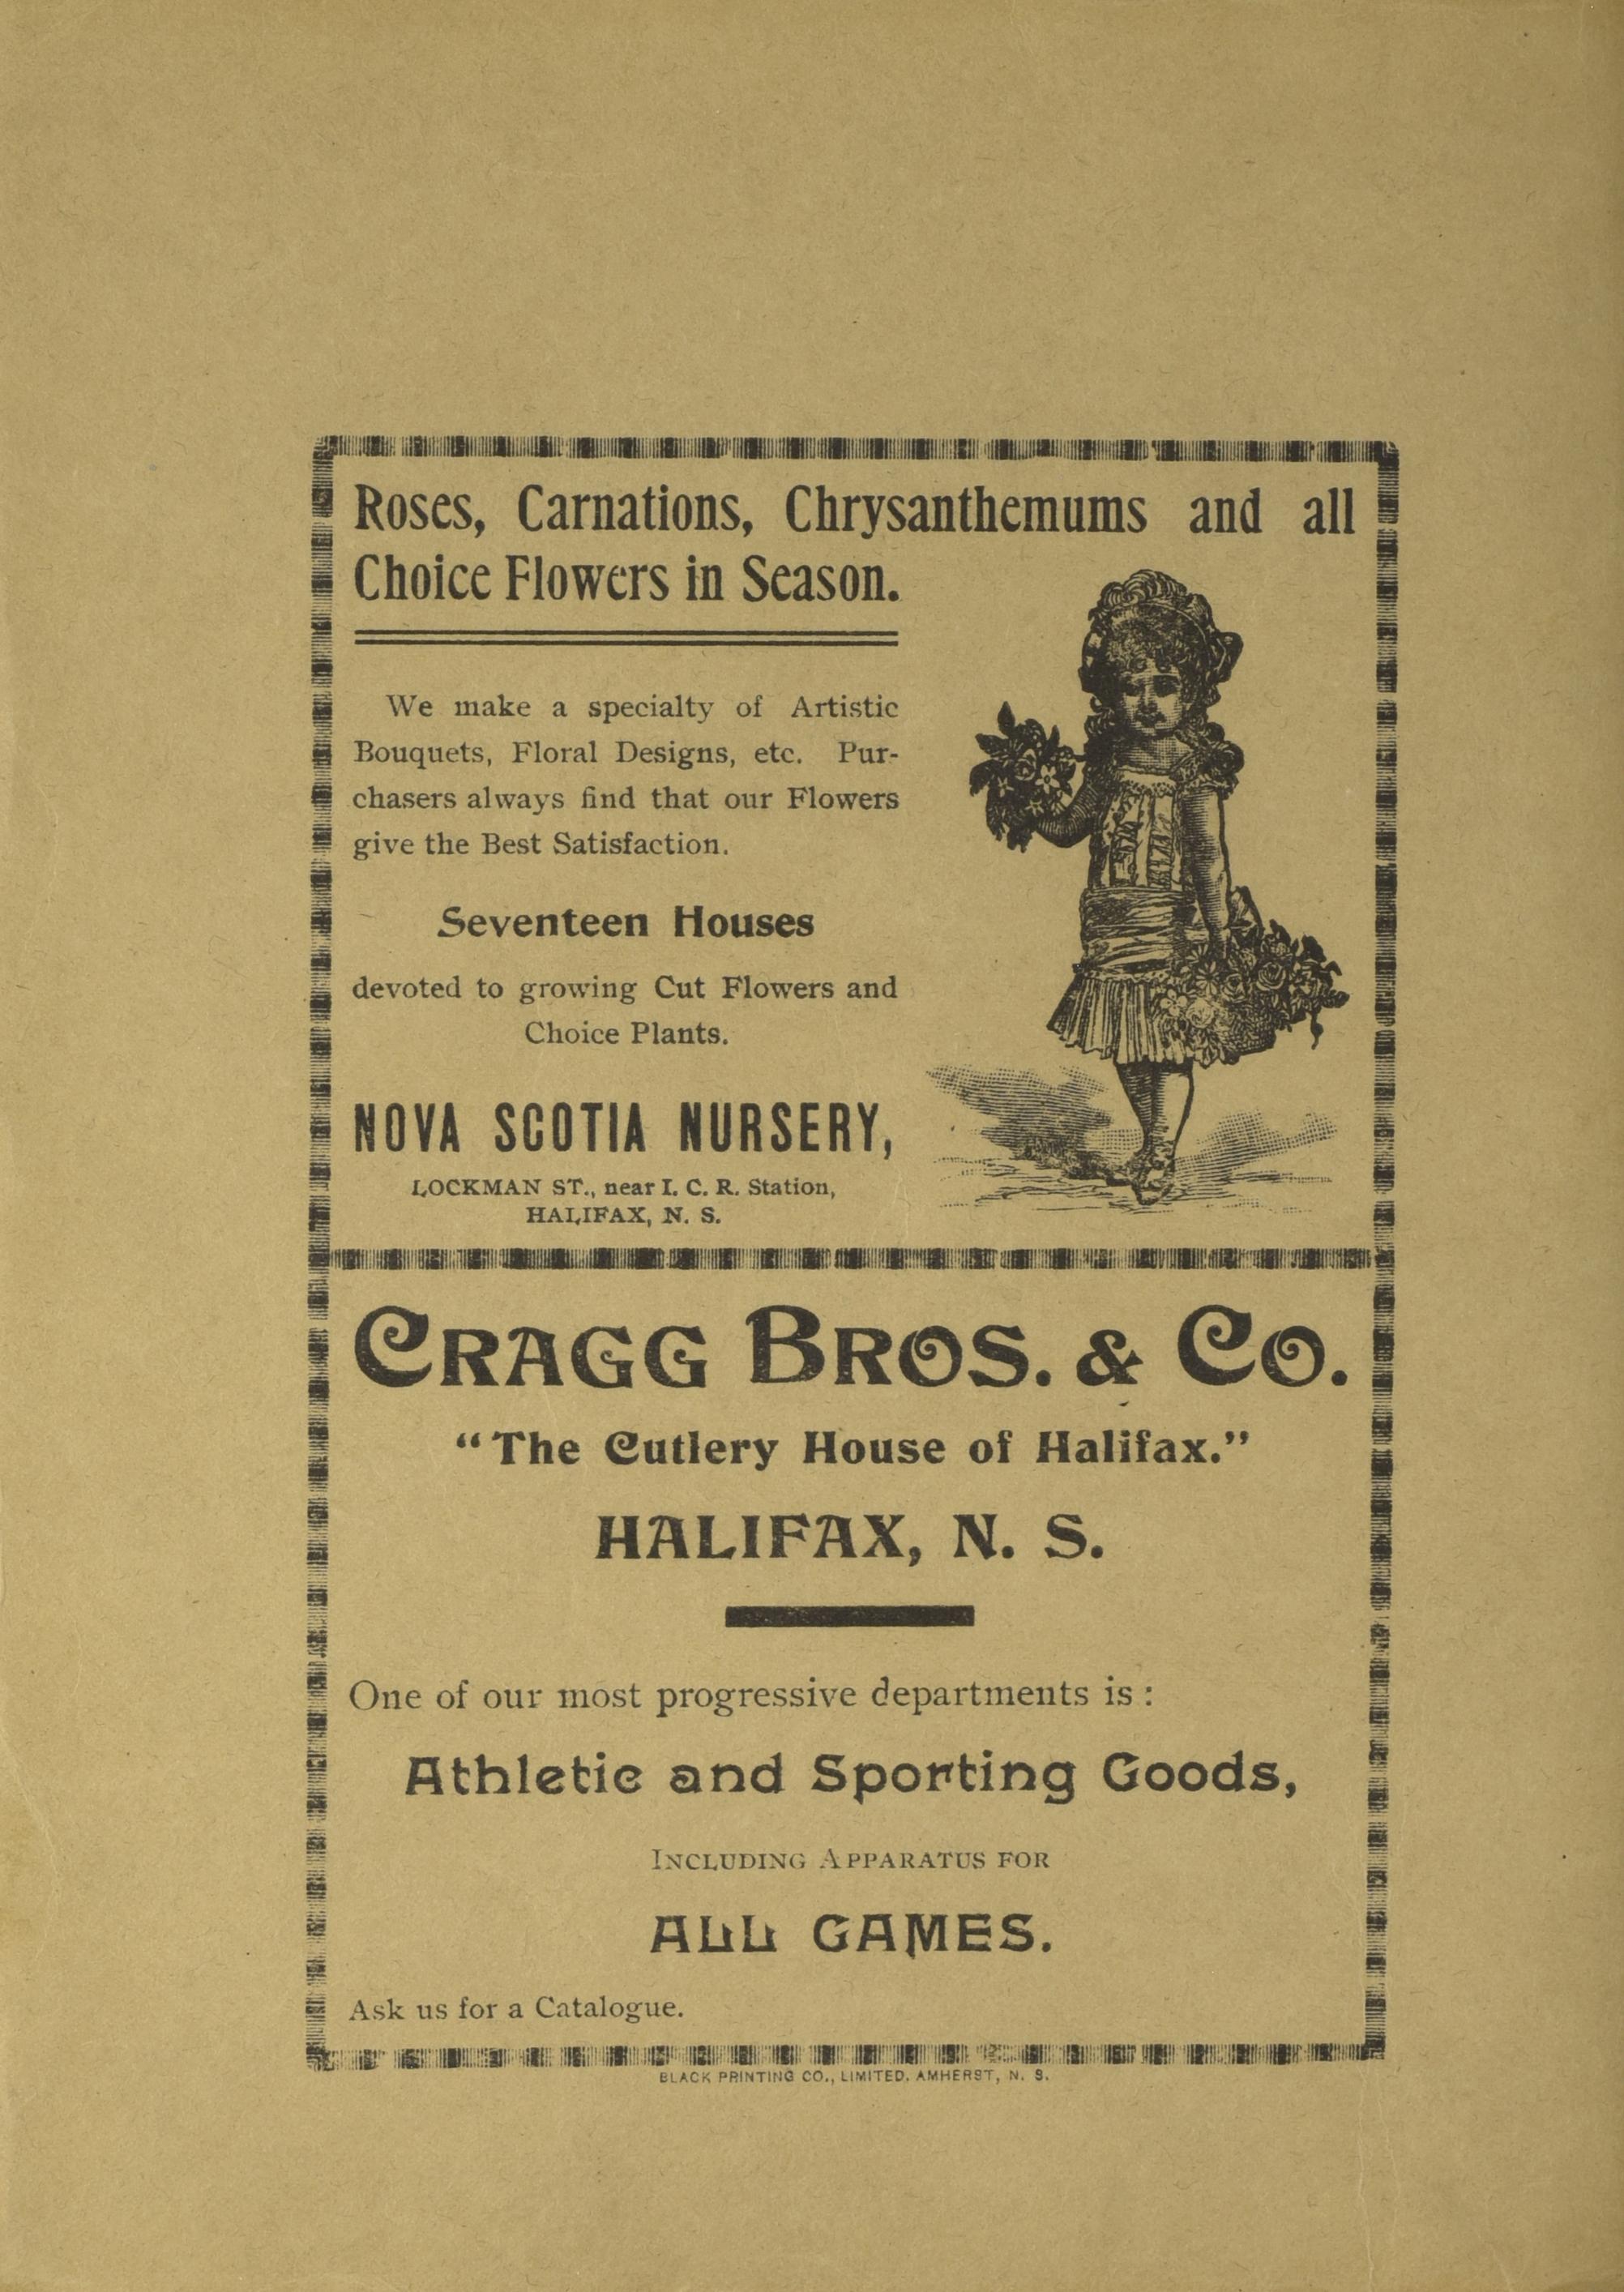 Roses, Carnations, Chrysanthemums and all
Choice Flowers in Season.
We make a specialty of Artistic
Bouquets, Floral Designs, etc. Pur-
chasers always find that our Flowers
give the Best Satisfaction.
Seventeen Houses
devoted to growing Cut Flowers and
Choice Plants.
NOVA SCOTIA NURSERY,
LOCKMAN ST., near I. C. R. Station,
HALIFAX, N. S.
CRAGG BROS. & CO.
"The Cutlery House of Halifax."
HALIFAX, N. S.
One of our most progressive departments is :
Athletic and Sporting Goods,
INCLUDING APPARATUS FOR
ALL GAMES.
Ask us for a Catalogue.
BLACK PRINTING CO., LIMITED. AMHERST, N. S.